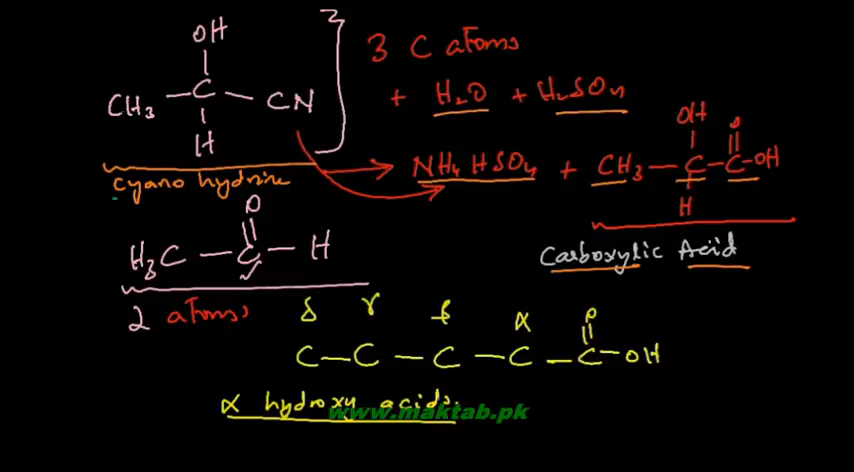 OH
3 C atoms
CH3 — C — CN
+ H2O + H2SO4
H
OH O
NH4 HSO4 + CH3 — C — C — OH
H
cyano hydrine
O
H3C — C — H
Carboxylic Acid
2 atoms
δ γ β α O
C — C — C — C — C — OH
α hydroxy acids.
www.maktab.pk